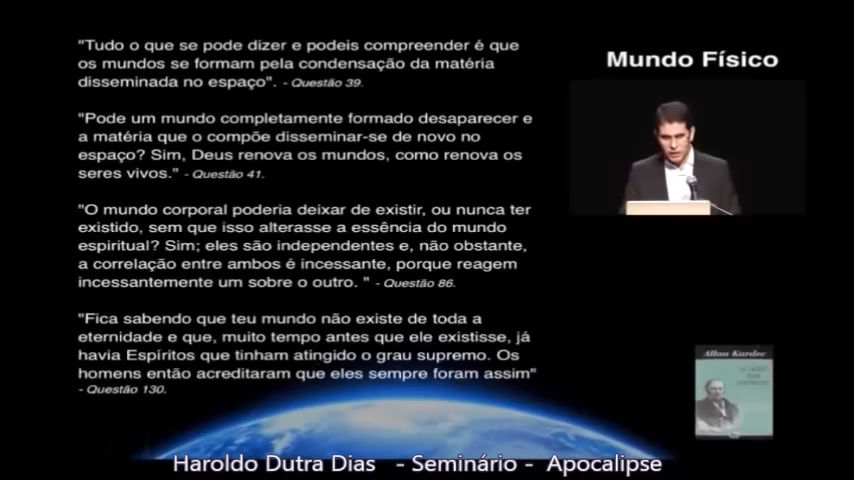 "Tudo o que se pode dizer e podeis compreender é que
os mundos se formam pela condensação da matéria
disseminada no espaço". - Questão 39.
"Pode um mundo completamente formado desaparecer e
a matéria que o compõe disseminar-se de novo no
espaço? Sim, Deus renova os mundos, como renova os
seres vivos." - Questão 41.
"O mundo corporal poderia deixar de existir, ou nunca ter
existido, sem que isso alterasse a essência do mundo
espiritual? Sim; eles são independentes e, não obstante,
a correlação entre ambos é incessante, porque reagem
incessantemente um sobre o outro. " - Questão 86.
"Fica sabendo que teu mundo não existe de toda a
eternidade e que, muito tempo antes que ele existisse, já
havia Espíritos que tinham atingido o grau supremo. Os
homens então acreditaram que eles sempre foram assim"
- Questão 130.
Mundo Físico
Allan Kardec
Haroldo Dutra Dias - Seminário - Apocalipse